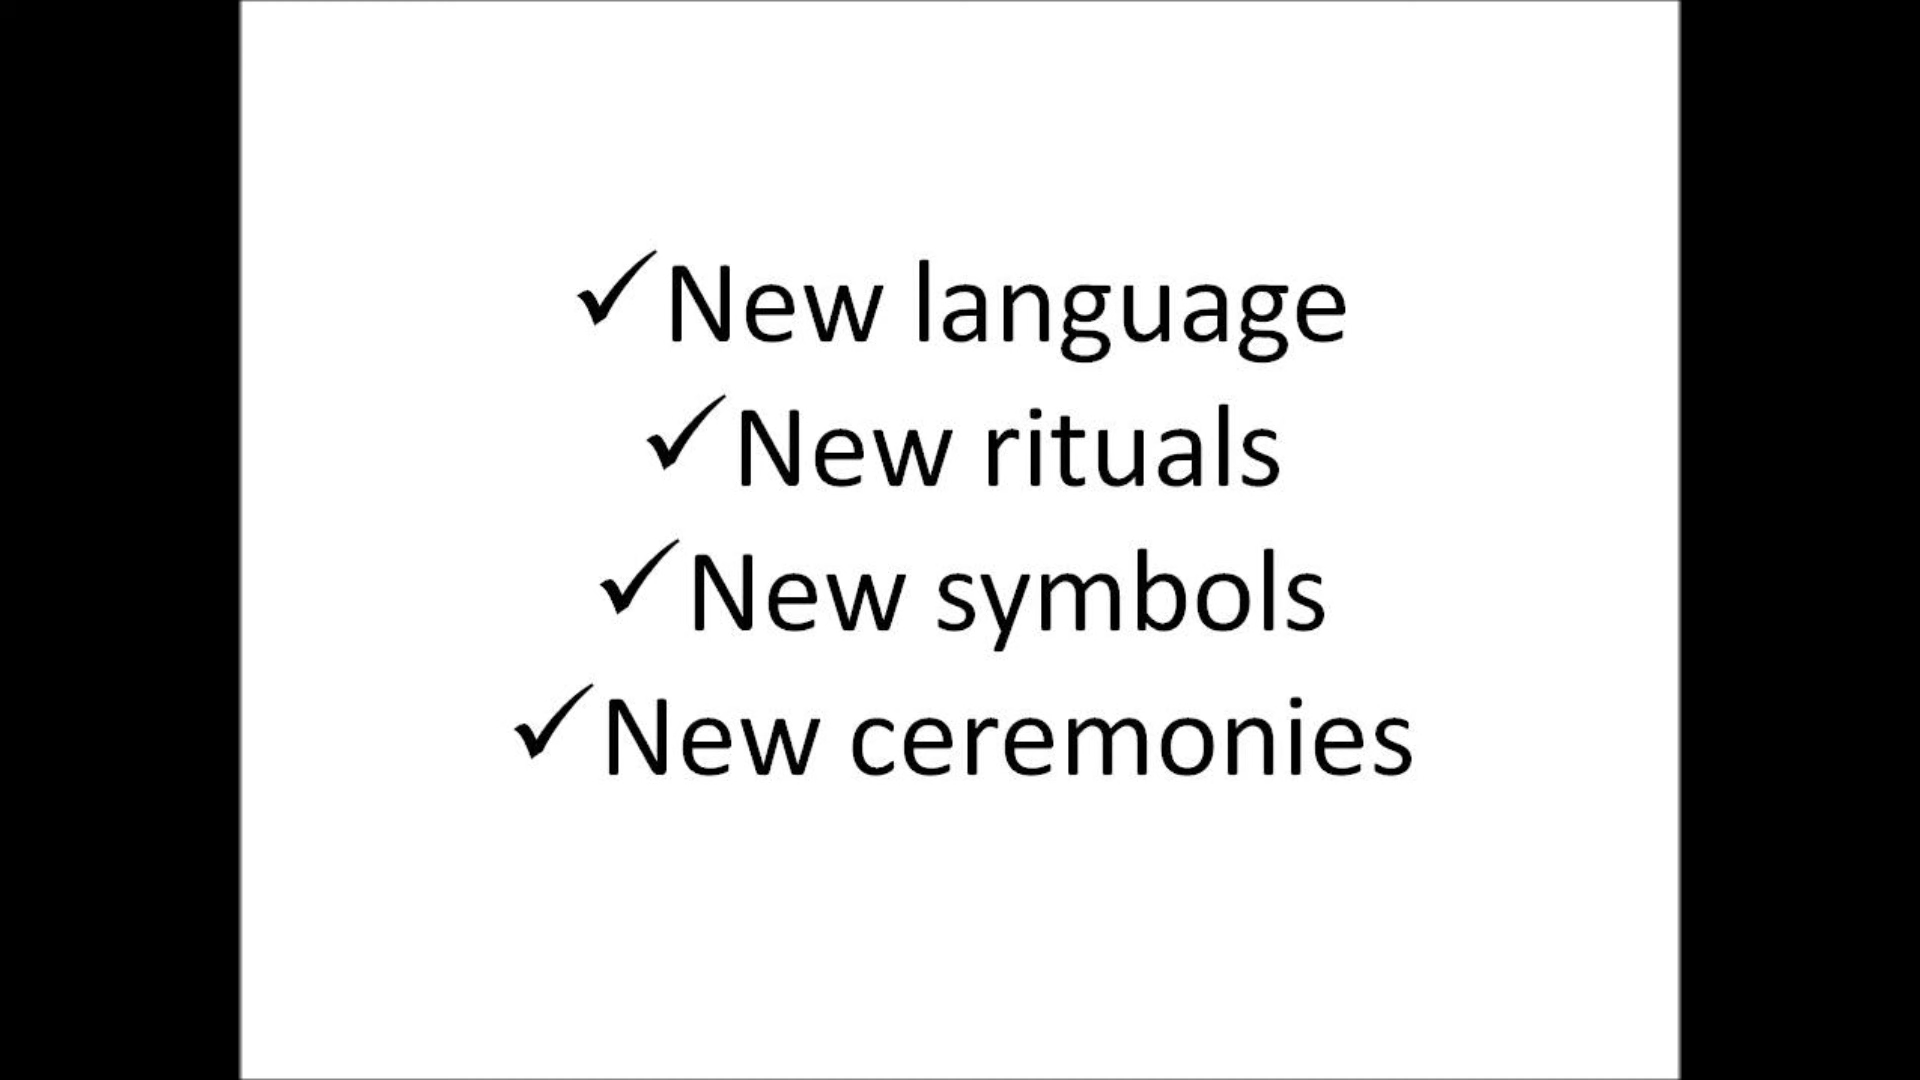 ✓New language
✓New rituals
✓New symbols
✓New ceremonies